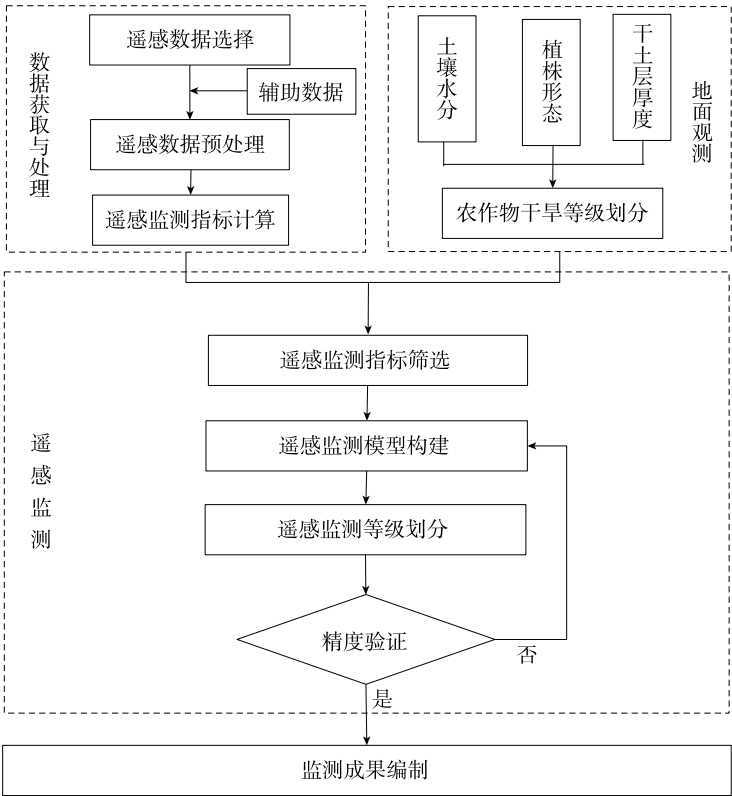 数据获取与处理
遥感数据选择
辅助数据
遥感数据预处理
遥感监测指标计算
土壤水分
植株形态
干土层厚度
地面观测
农作物干旱等级划分
遥感监测
遥感监测指标筛选
遥感监测模型构建
遥感监测等级划分
精度验证
否
是
监测成果编制